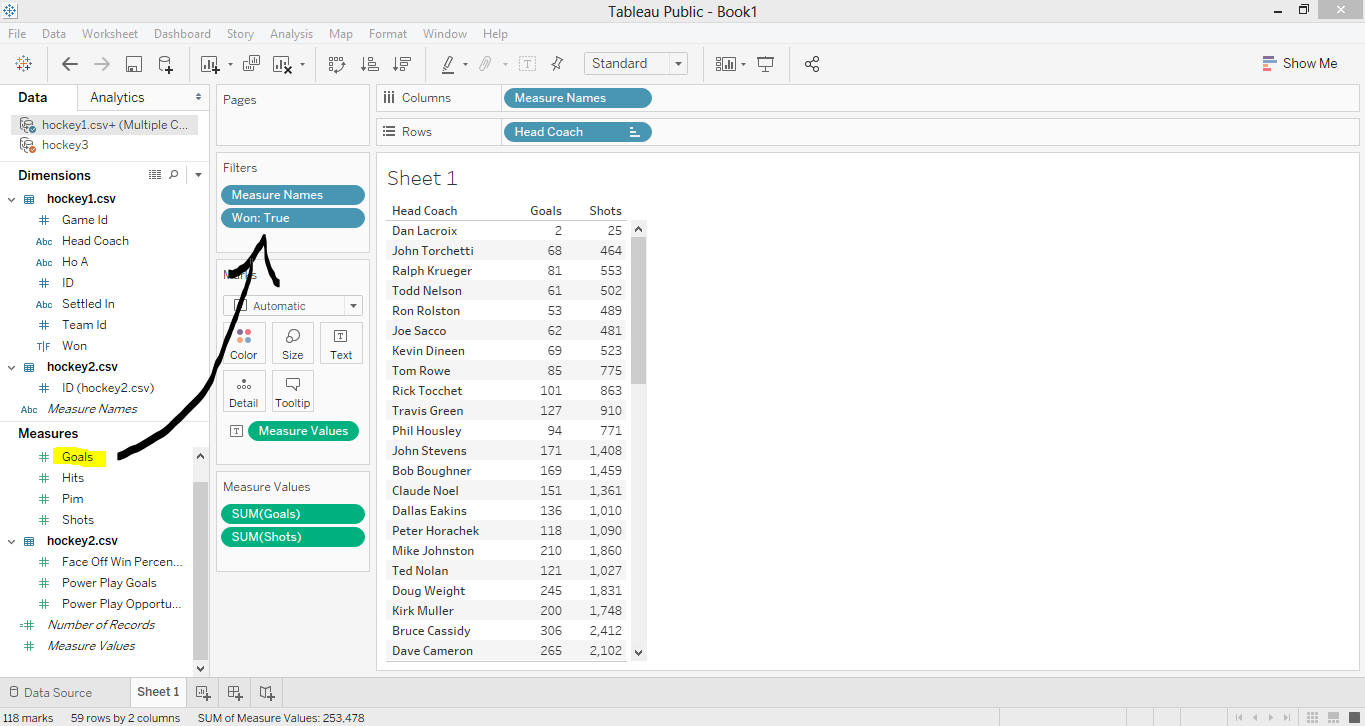 Tableau Public - Book1
File Data Worksheet Dashboard Story Analysis Map Format Window Help
Standard
Show Me
Data Analytics
hockey1.csv+ (Multiple C...
hockey3
Dimensions
hockey1.csv
# Game Id
Abc Head Coach
Abc Ho A
# ID
Abc Settled In
# Team Id
T|F Won
hockey2.csv
# ID (hockey2.csv)
Abc Measure Names
Measures
# Goals
# Hits
# Pim
# Shots
hockey2.csv
# Face Off Win Percen...
# Power Play Goals
# Power Play Opportu...
=# Number of Records
# Measure Values
Pages
Filters
Measure Names
Won: True
Marks
Automatic
Color Size Text
Detail Tooltip
Measure Values
Measure Values
SUM(Goals)
SUM(Shots)
Columns Measure Names
Rows Head Coach
Sheet 1
Head Coach Goals Shots
Dan Lacroix 2 25
John Torchetti 68 464
Ralph Krueger 81 553
Todd Nelson 61 502
Ron Rolston 53 489
Joe Sacco 62 481
Kevin Dineen 69 523
Tom Rowe 85 775
Rick Tocchet 101 863
Travis Green 127 910
Phil Housley 94 771
John Stevens 171 1,408
Bob Boughner 169 1,459
Claude Noel 151 1,361
Dallas Eakins 136 1,010
Peter Horachek 118 1,090
Mike Johnston 210 1,860
Ted Nolan 121 1,027
Doug Weight 245 1,831
Kirk Muller 200 1,748
Bruce Cassidy 306 2,412
Dave Cameron 265 2,102
Data Source Sheet 1
118 marks 59 rows by 2 columns SUM of Measure Values: 253,478